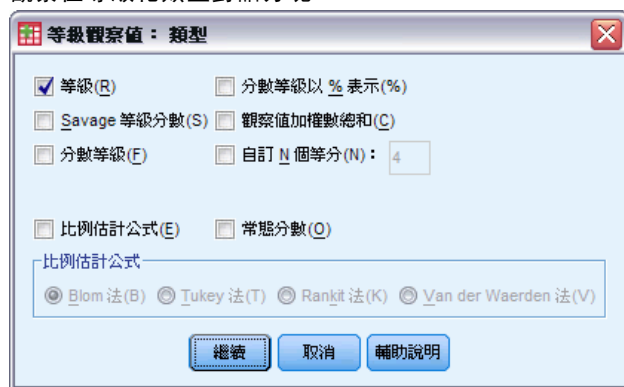 等級觀察值：類型
等級(R) 分數等級以 % 表示(%)
Savage 等級分數(S) 觀察值加權數總和(C)
分數等級(F) 自訂 N 個等分(N)： 4
比例估計公式(E) 常態分數(O)
比例估計公式
Blom 法(B) Tukey 法(T) Rankit 法(K) Van der Waerden 法(V)
繼續 取消 輔助說明